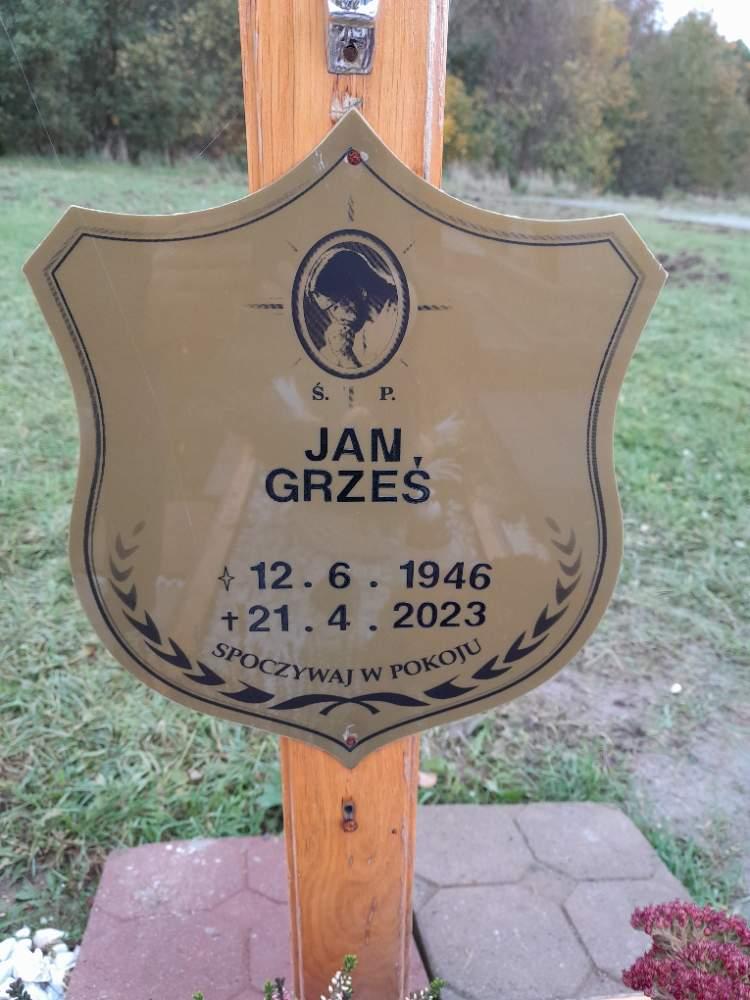 Ś. P.
JAN
GRZEŚ
12.6.1946
†21.4.2023
SPOCZYWAJ W POKOJU